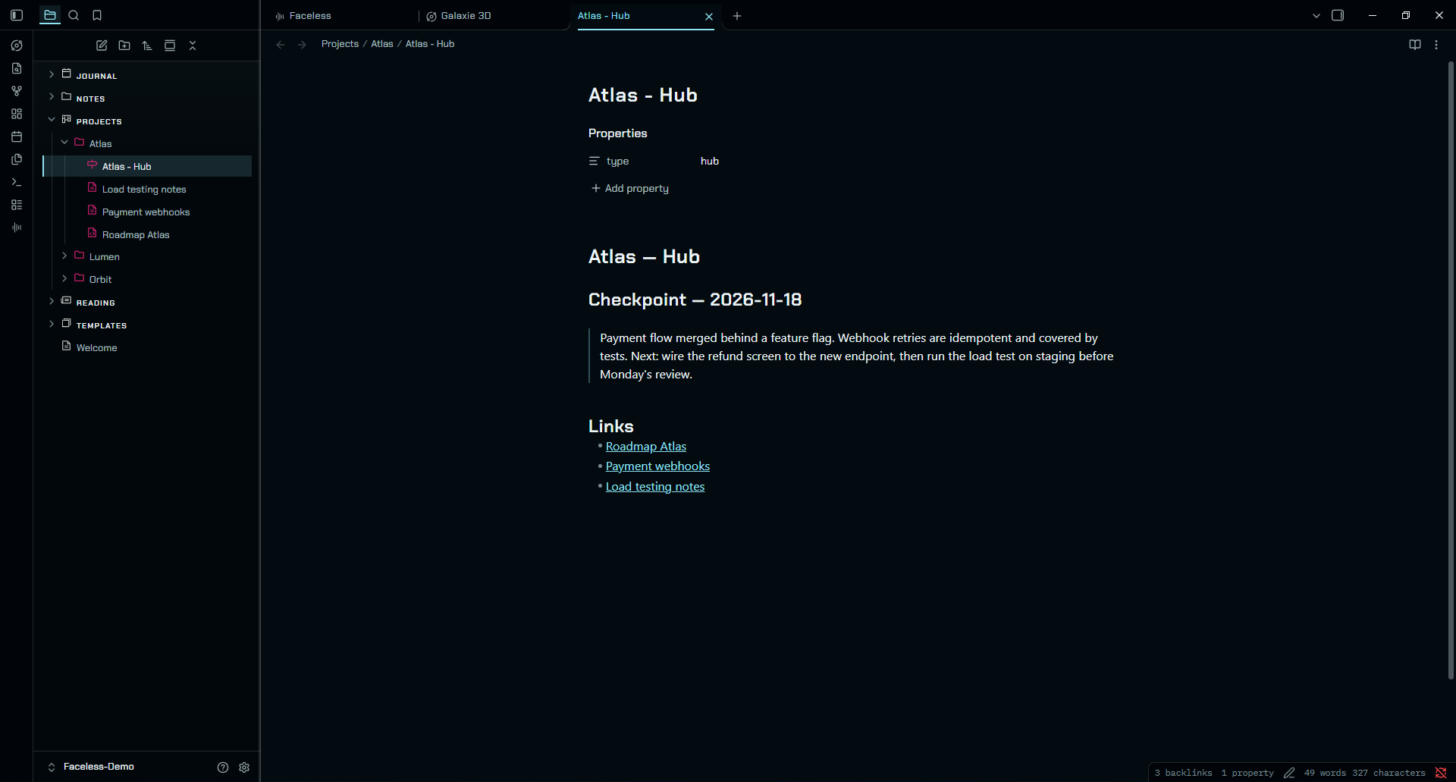 Faceless
Galaxie 3D
Atlas - Hub
Projects / Atlas / Atlas - Hub
JOURNAL
NOTES
PROJECTS
Atlas
Atlas - Hub
Load testing notes
Payment webhooks
Roadmap Atlas
Lumen
Orbit
READING
TEMPLATES
Welcome
Faceless-Demo
Atlas - Hub
Properties
type hub
Add property
Atlas — Hub
Checkpoint — 2026-11-18
Payment flow merged behind a feature flag. Webhook retries are idempotent and covered by
tests. Next: wire the refund screen to the new endpoint, then run the load test on staging before
Monday's review.
Links
• Roadmap Atlas
• Payment webhooks
• Load testing notes
3 backlinks 1 property 49 words 327 characters